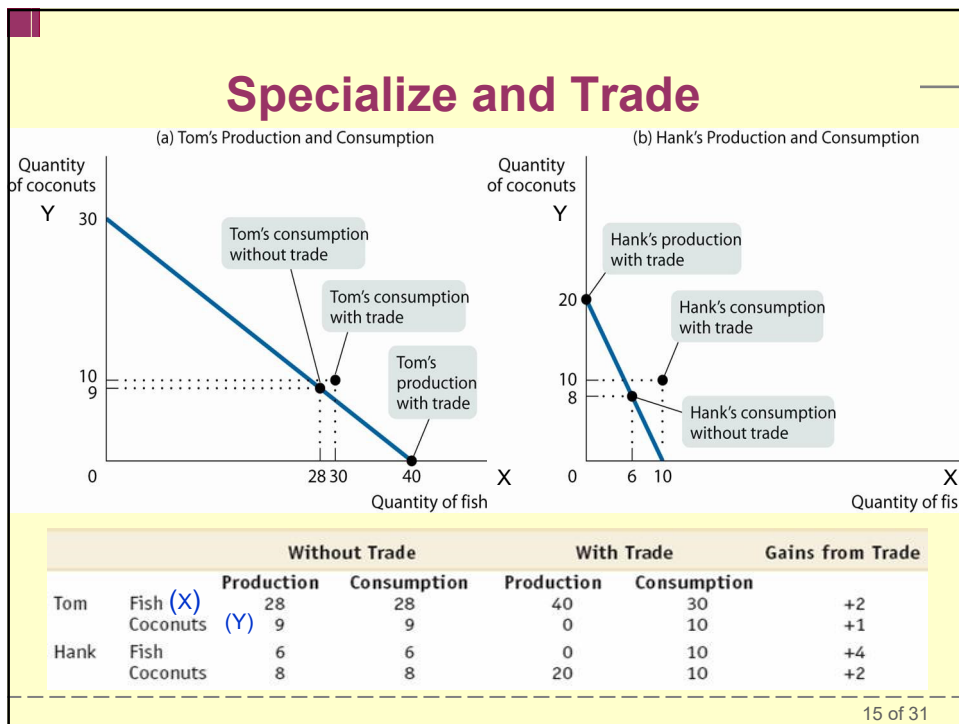 Specialize and Trade
(a) Tom's Production and Consumption
Quantity
of coconuts
Y
30
Tom's consumption
without trade
Tom's consumption
with trade
Tom's
production
with trade
10
9
0
28 30
40
X
Quantity of fish
(b) Hank's Production and Consumption
Quantity
of coconuts
Y
Hank's production
with trade
20
Hank's consumption
with trade
10
8
Hank's consumption
without trade
0
6
10
X
Quantity of fis
Without Trade With Trade Gains from Trade
Production Consumption Production Consumption
Tom Fish (X) 28 28 40 30 +2
Coconuts (Y) 9 9 0 10 +1
Hank Fish 6 6 0 10 +4
Coconuts 8 8 20 10 +2
15 of 31